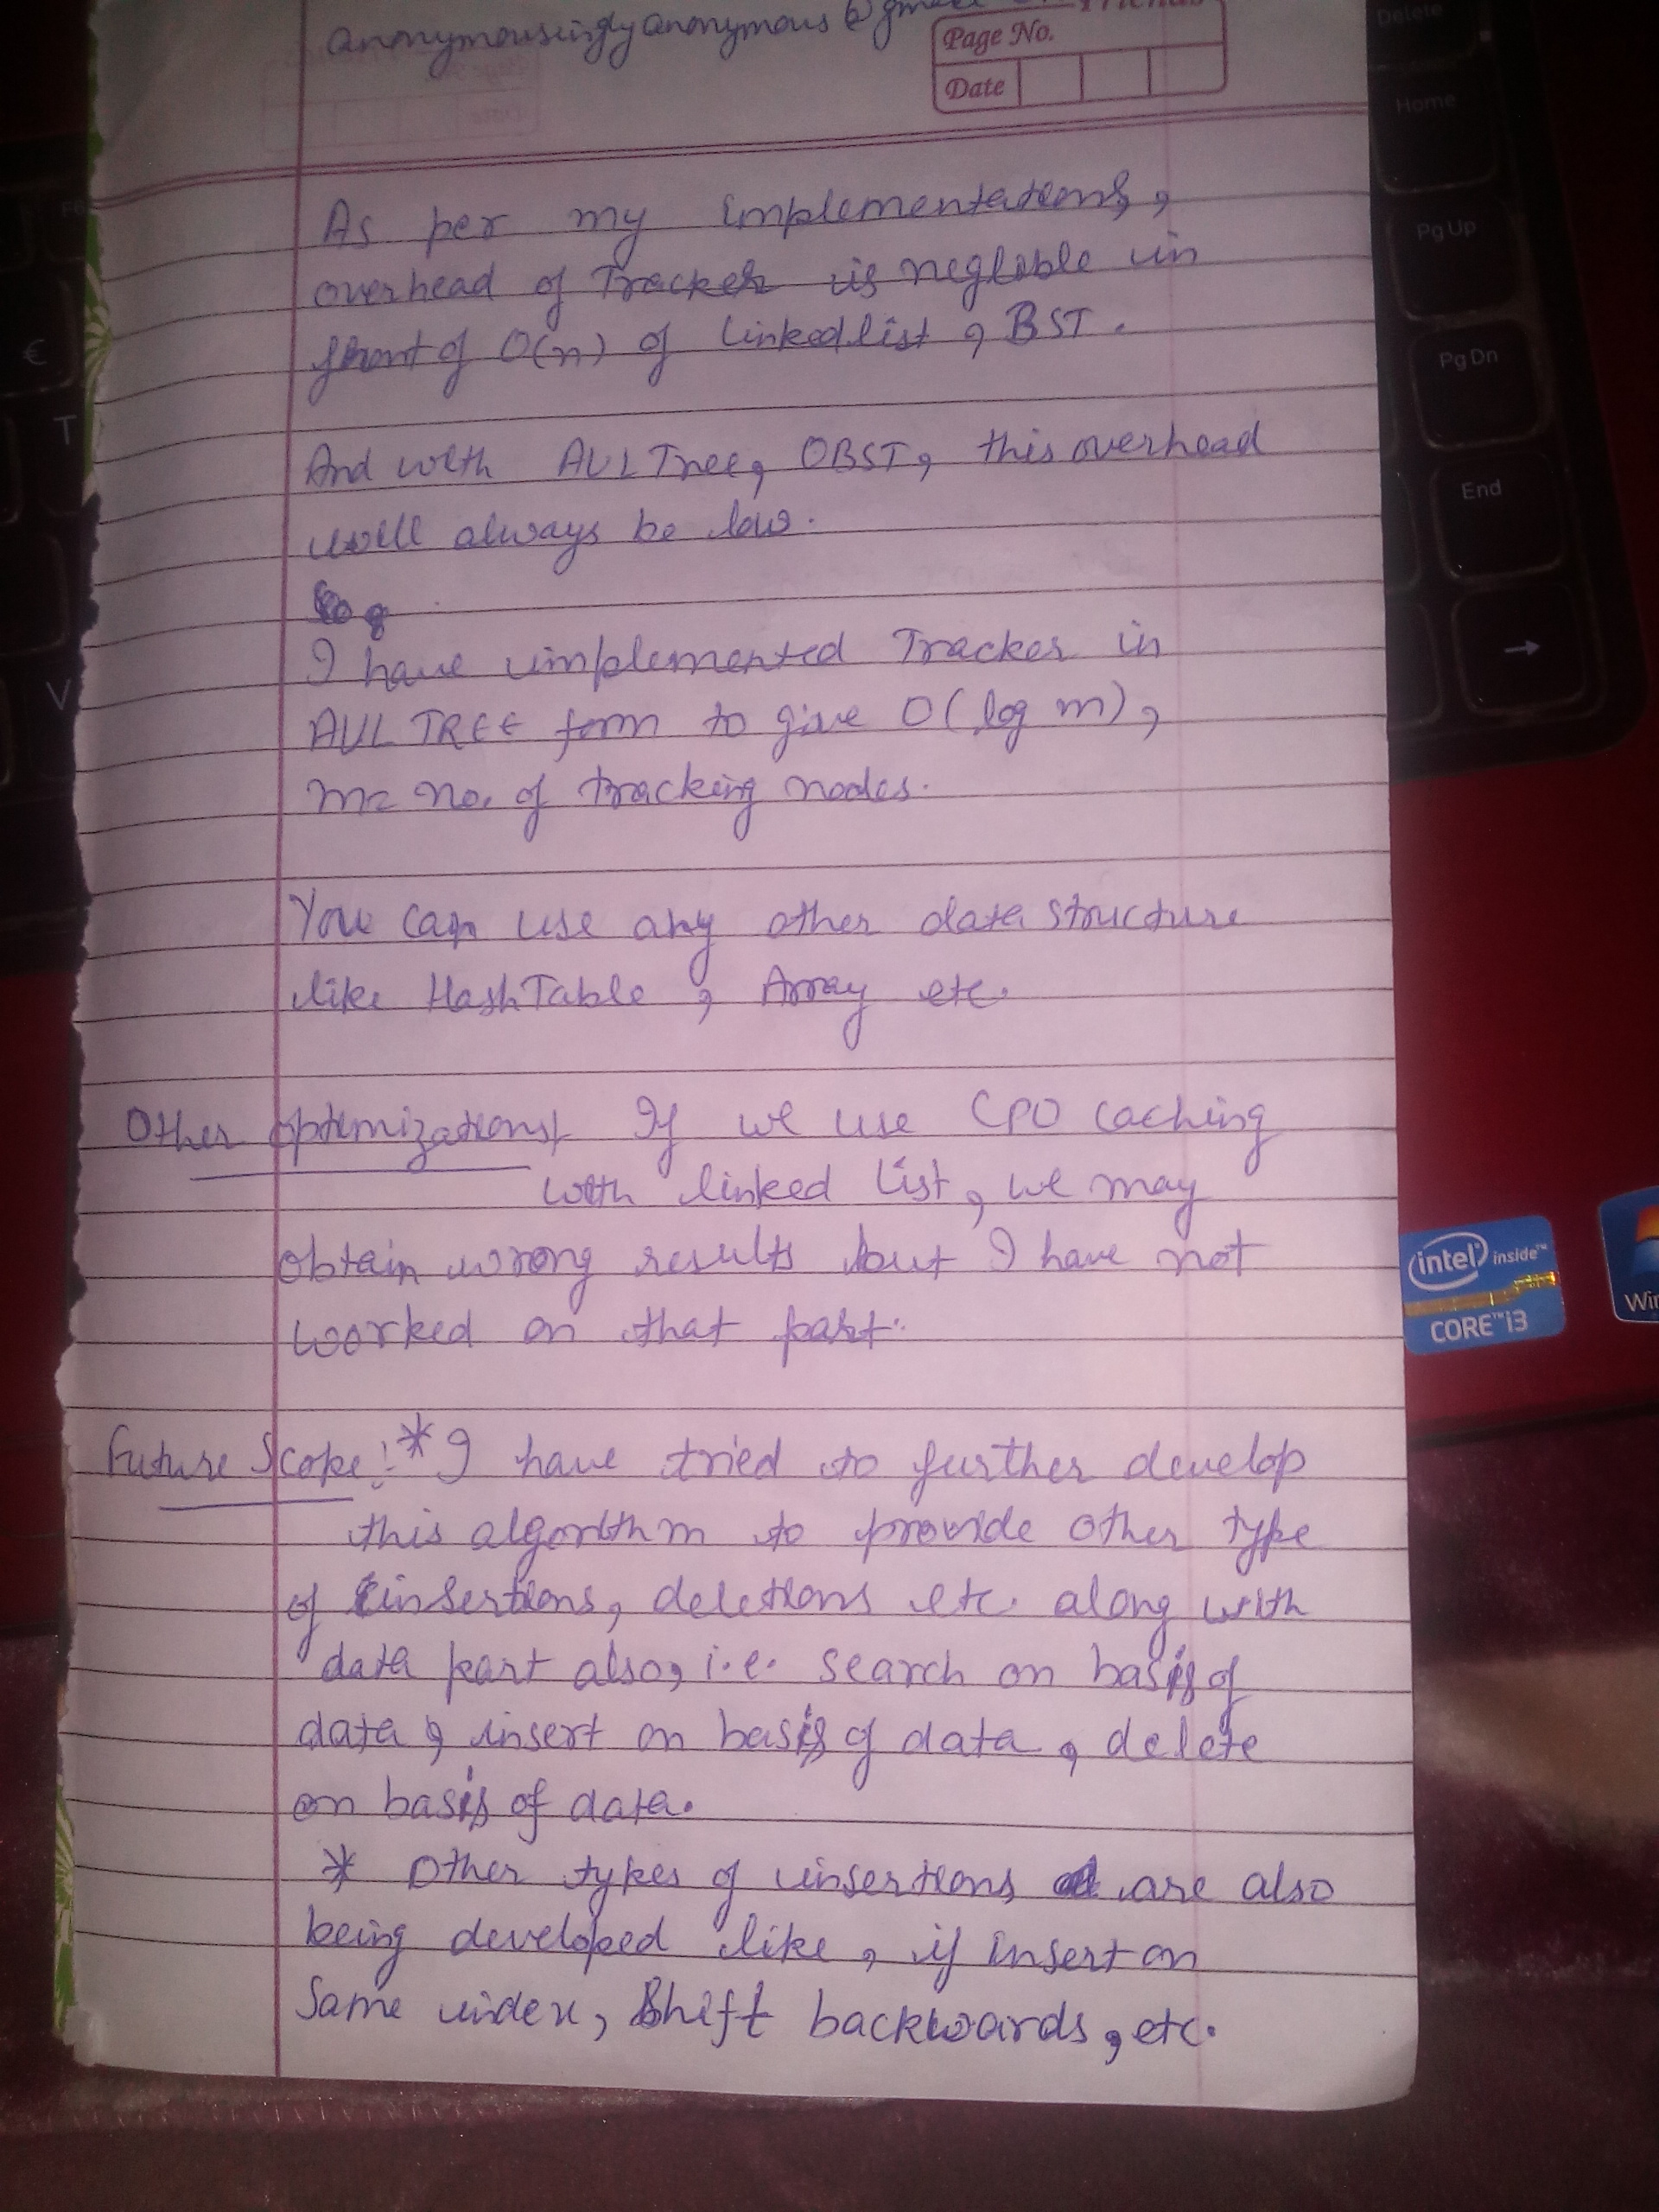 anonymousinglyanonymous @ gmail
Friends
Page No.
Date
As per my implementations,
overhead of Tracker is neglible in
front of O(n) of linkedlist, BST.
And with AVL Tree, OBST, this overhead
will always be low.
I have implemented Tracker in
AVL TREE form to give O(log m),
m = no. of tracking nodes.
You can use any other data structure
like HashTable, Array etc.
Other optimizations If we use CPU caching
with linked list, we may
obtain wrong results but I have not
worked on that part.
Future Scope: * I have tried to further develop
this algorithm to provide other type
of insertions, deletions etc. along with
data part also, i.e. search on basis of
data, insert on basis of data, delete
on basis of data.
* Other types of insertions are also
being developed like, if insert on
same index, shift backwards, etc.
Delete
Home
Pg Up
Pg Dn
End
→
€
T
V
intel inside™
CORE™ i3